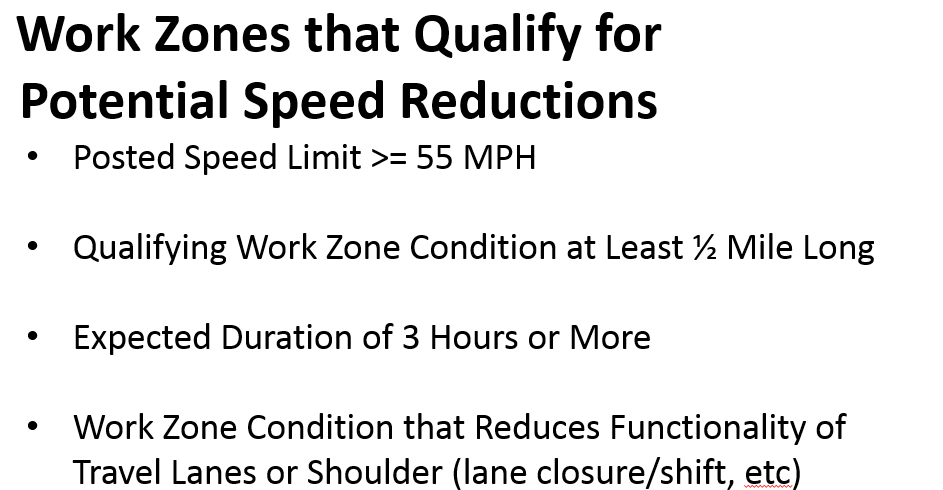 Work Zones that Qualify for
Potential Speed Reductions
• Posted Speed Limit >= 55 MPH
• Qualifying Work Zone Condition at Least ½ Mile Long
• Expected Duration of 3 Hours or More
• Work Zone Condition that Reduces Functionality of
Travel Lanes or Shoulder (lane closure/shift, etc)